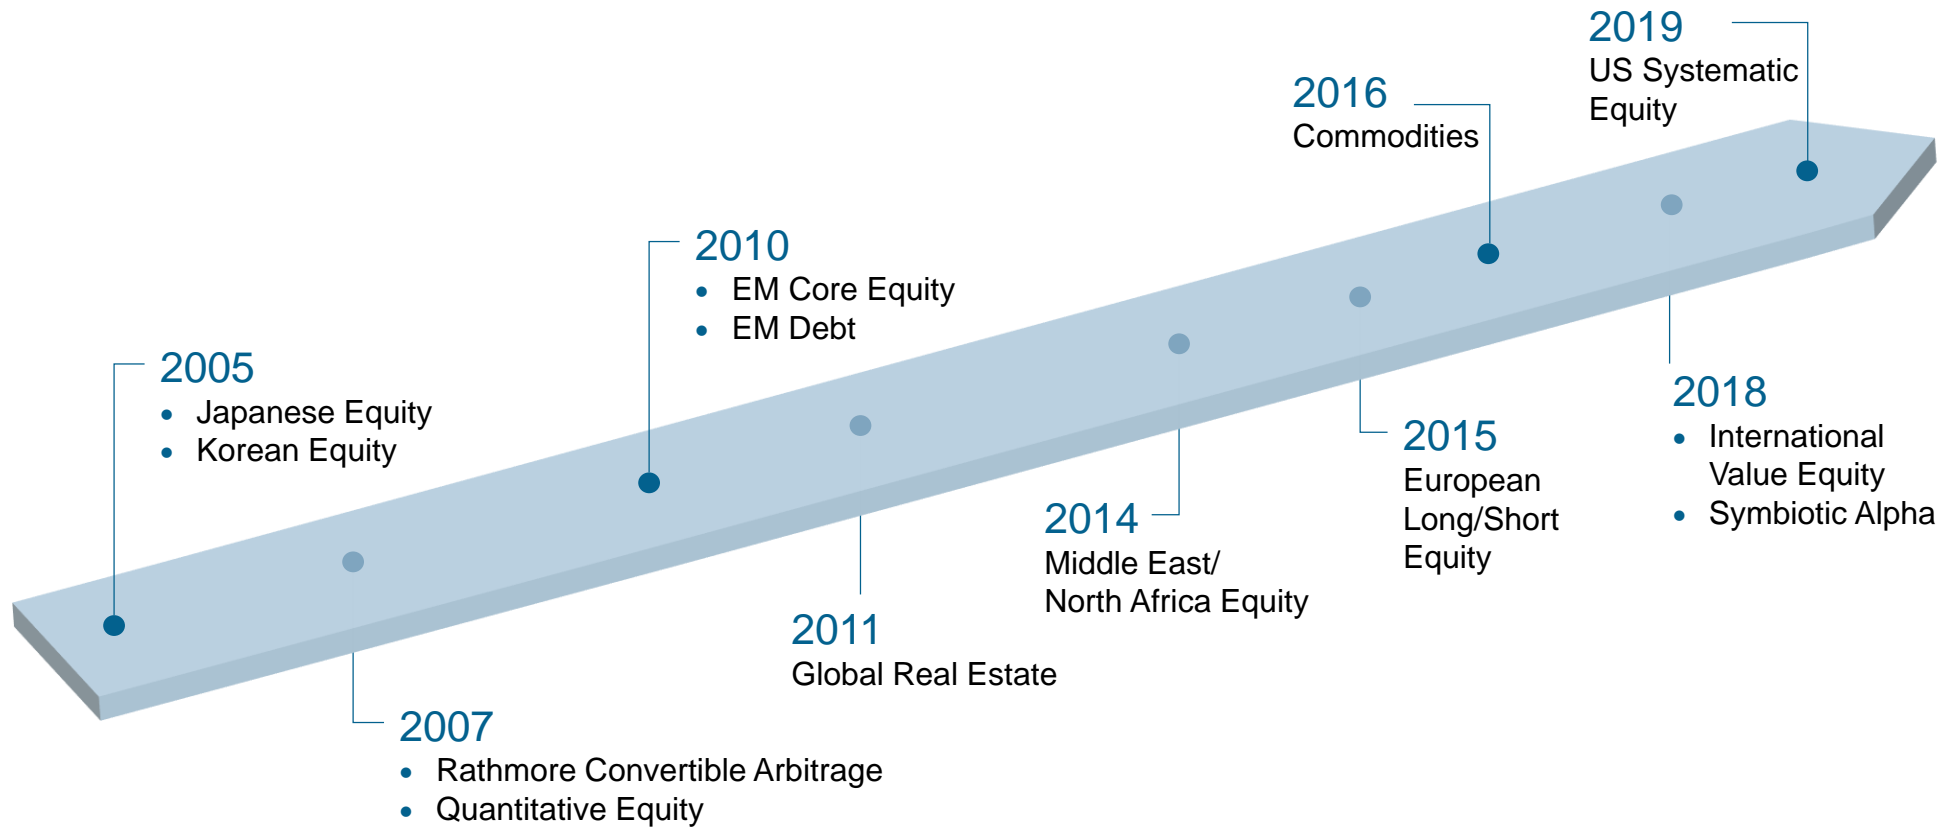 2005
• Japanese Equity
• Korean Equity
2007
• Rathmore Convertible Arbitrage
• Quantitative Equity
2010
• EM Core Equity
• EM Debt
2011
Global Real Estate
2014
Middle East/
North Africa Equity
2015
European
Long/Short
Equity
2016
Commodities
2018
• International
Value Equity
• Symbiotic Alpha
2019
US Systematic
Equity